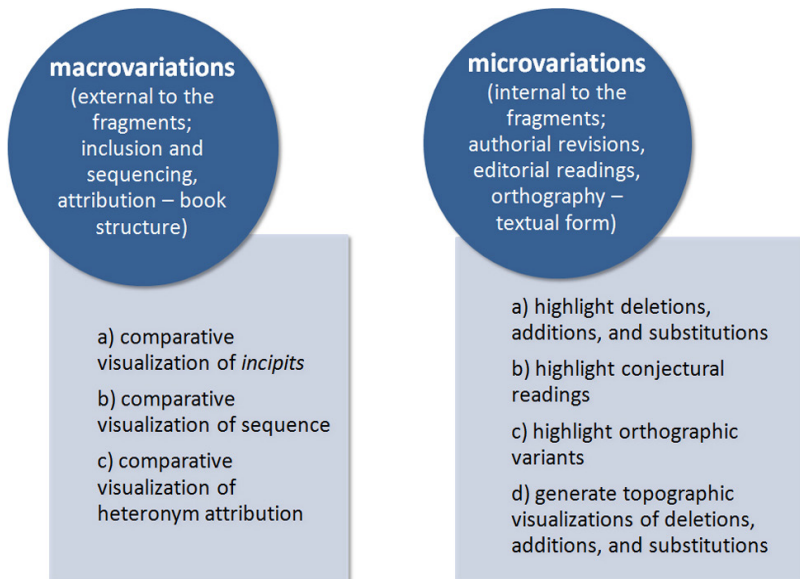 macrovariations
(external to the
fragments;
inclusion and
sequencing,
attribution – book
structure)
a) comparative
visualization of incipits
b) comparative
visualization of sequence
c) comparative
visualization of
heteronym attribution
microvariations
(internal to the
fragments;
authorial revisions,
editorial readings,
orthography –
textual form)
a) highlight deletions,
additions, and substitutions
b) highlight conjectural
readings
c) highlight orthographic
variants
d) generate topographic
visualizations of deletions,
additions, and substitutions